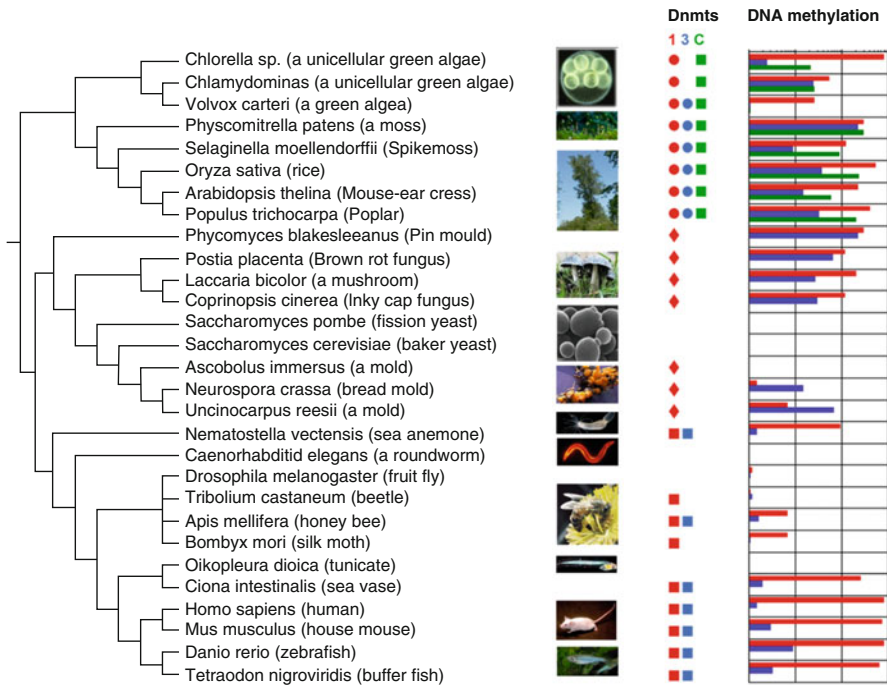 Dnmts DNA methylation
1 3 C
Chlorella sp. (a unicellular green algae)
Chlamydominas (a unicellular green algae)
Volvox carteri (a green algea)
Physcomitrella patens (a moss)
Selaginella moellendorffii (Spikemoss)
Oryza sativa (rice)
Arabidopsis thelina (Mouse-ear cress)
Populus trichocarpa (Poplar)
Phycomyces blakesleeanus (Pin mould)
Postia placenta (Brown rot fungus)
Laccaria bicolor (a mushroom)
Coprinopsis cinerea (Inky cap fungus)
Saccharomyces pombe (fission yeast)
Saccharomyces cerevisiae (baker yeast)
Ascobolus immersus (a mold)
Neurospora crassa (bread mold)
Uncinocarpus reesii (a mold)
Nematostella vectensis (sea anemone)
Caenorhabditid elegans (a roundworm)
Drosophila melanogaster (fruit fly)
Tribolium castaneum (beetle)
Apis mellifera (honey bee)
Bombyx mori (silk moth)
Oikopleura dioica (tunicate)
Ciona intestinalis (sea vase)
Homo sapiens (human)
Mus musculus (house mouse)
Danio rerio (zebrafish)
Tetraodon nigroviridis (buffer fish)